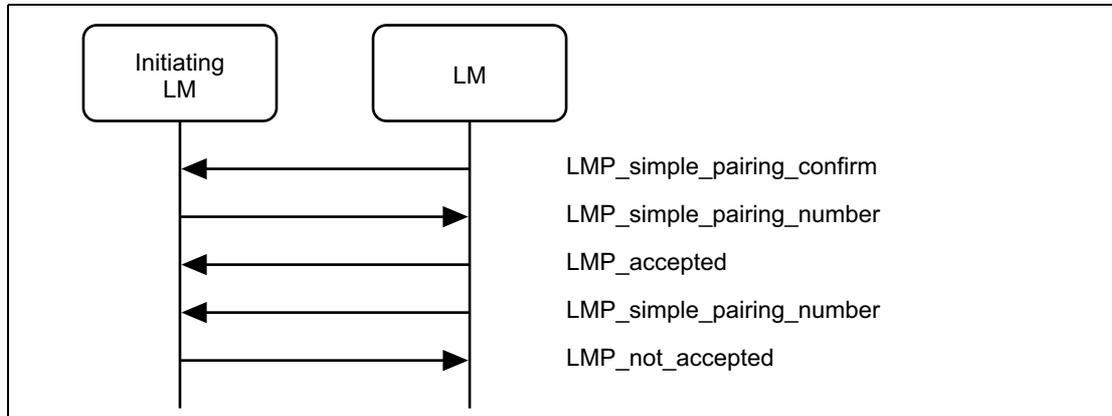 Initiating
LM
LM
LMP_simple_pairing_confirm
LMP_simple_pairing_number
LMP_accepted
LMP_simple_pairing_number
LMP_not_accepted